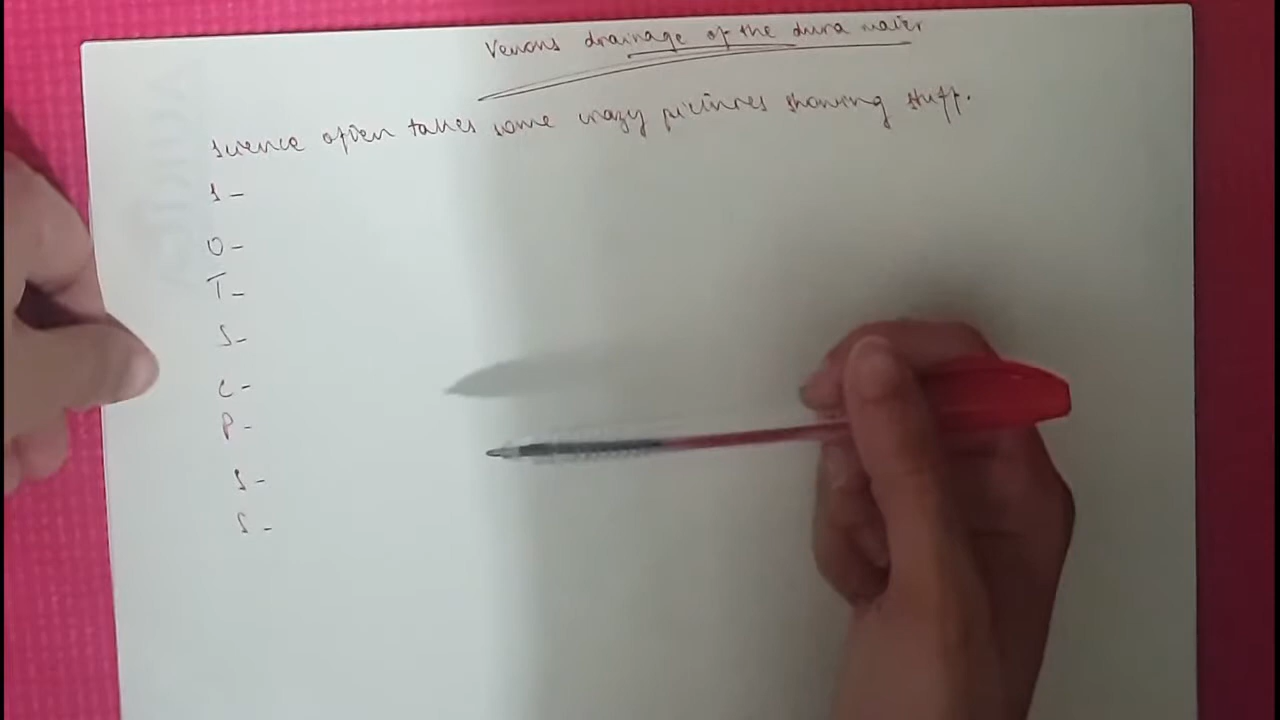 Venous drainage of the dura mater
science often takes some crazy pictures showing stuff.
S -
O -
T -
S -
C -
P -
S -
S -